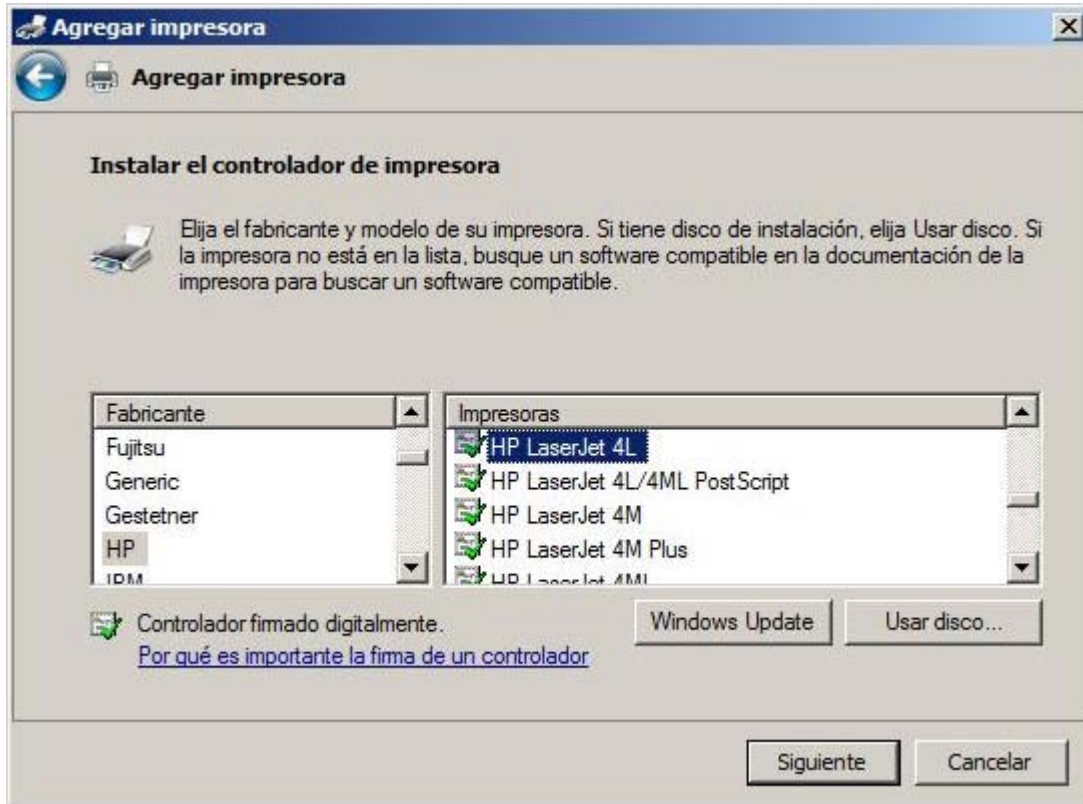 Agregar impresora
Agregar impresora
Instalar el controlador de impresora
Elija el fabricante y modelo de su impresora. Si tiene disco de instalación, elija Usar disco. Si
la impresora no está en la lista, busque un software compatible en la documentación de la
impresora para buscar un software compatible.
Fabricante
Fujitsu
Generic
Gestetner
HP
IBM
Impresoras
HP LaserJet 4L
HP LaserJet 4L/4ML PostScript
HP LaserJet 4M
HP LaserJet 4M Plus
HP LaserJet 4ML
Controlador firmado digitalmente.
Por qué es importante la firma de un controlador
Windows Update
Usar disco...
Siguiente
Cancelar